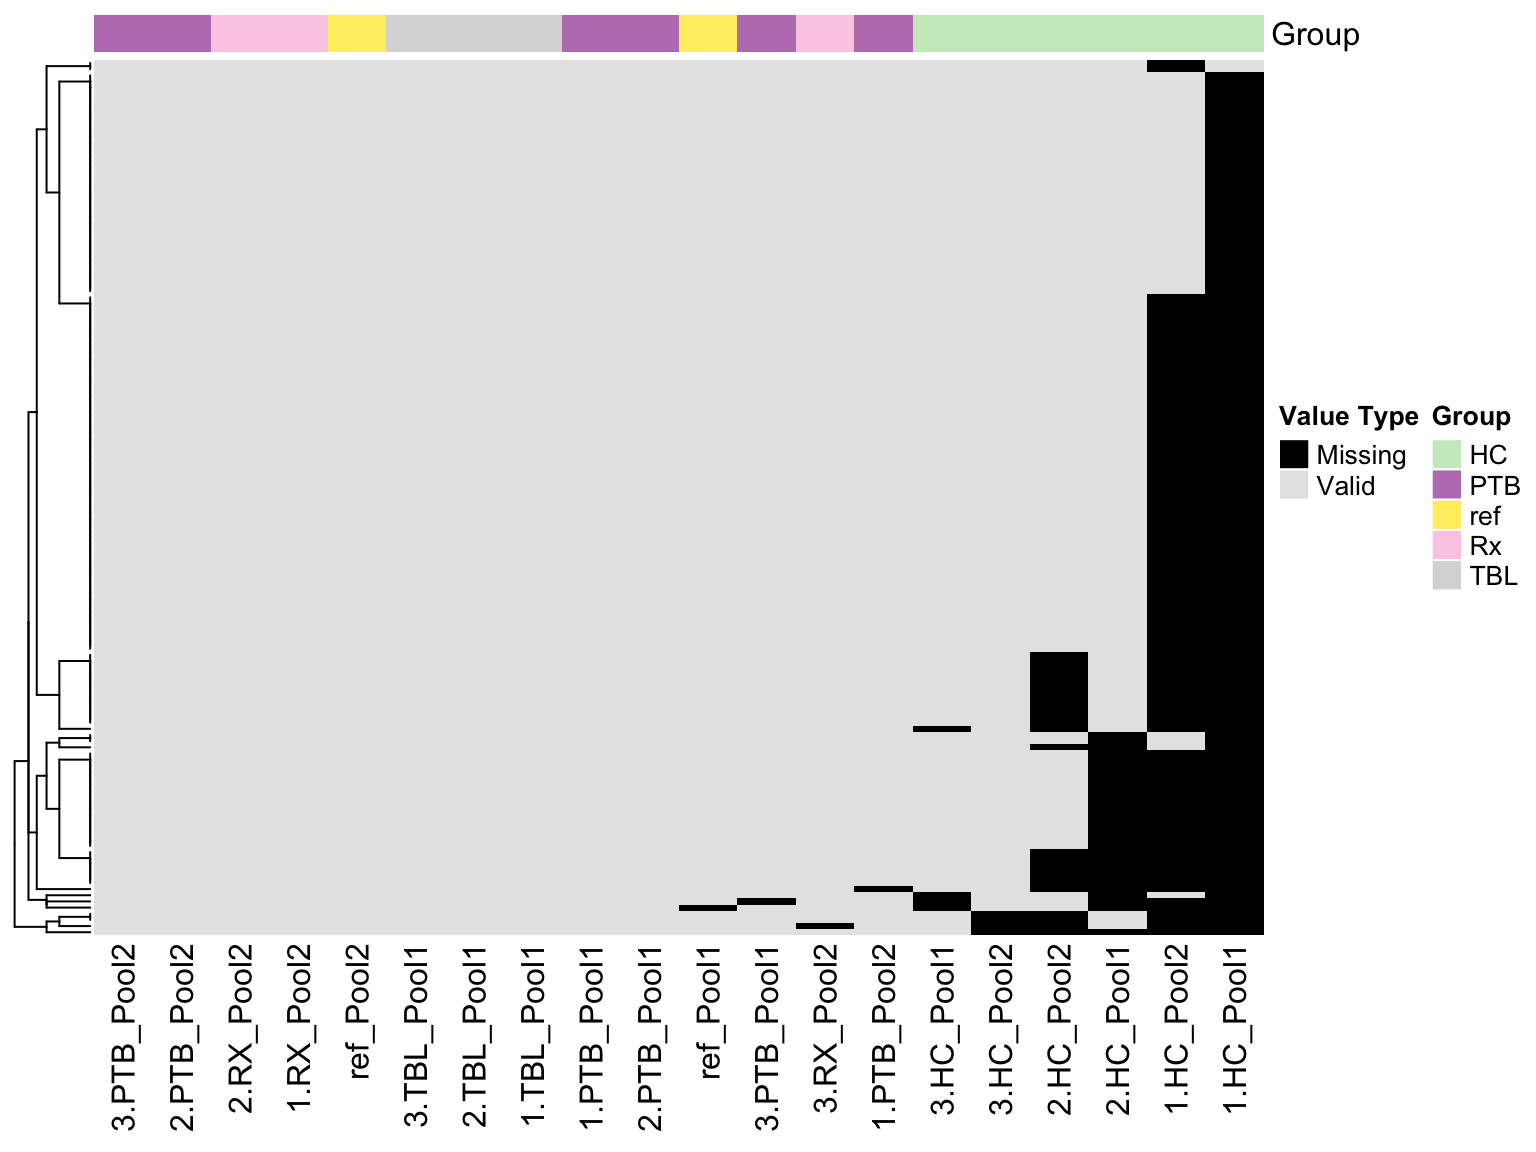 Group
Value Type
Missing
Valid
Group
HC
PTB
ref
Rx
TBL
3.PTB_Pool2
2.PTB_Pool2
2.RX_Pool2
1.RX_Pool2
ref_Pool2
3.TBL_Pool1
2.TBL_Pool1
1.TBL_Pool1
1.PTB_Pool1
2.PTB_Pool1
ref_Pool1
3.PTB_Pool1
3.RX_Pool2
1.PTB_Pool2
3.HC_Pool1
3.HC_Pool2
2.HC_Pool2
2.HC_Pool1
1.HC_Pool2
1.HC_Pool1